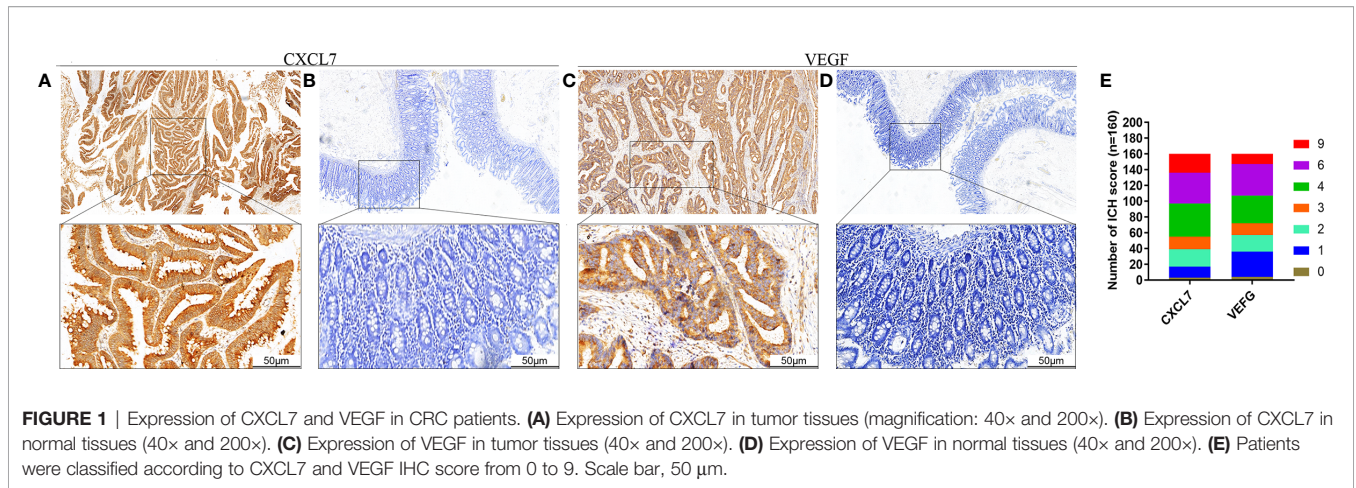 CXCL7
VEGF
A
B
C
D
E
50μm
50μm
50μm
50μm
Number of ICH score (n=160)
200
180
160
140
120
100
80
60
40
20
0
CXCL7
VEFG
9
6
4
3
2
1
0
FIGURE 1 | Expression of CXCL7 and VEGF in CRC patients. (A) Expression of CXCL7 in tumor tissues (magnification: 40× and 200×). (B) Expression of CXCL7 in
normal tissues (40× and 200×). (C) Expression of VEGF in tumor tissues (40× and 200×). (D) Expression of VEGF in normal tissues (40× and 200×). (E) Patients
were classified according to CXCL7 and VEGF IHC score from 0 to 9. Scale bar, 50 μm.